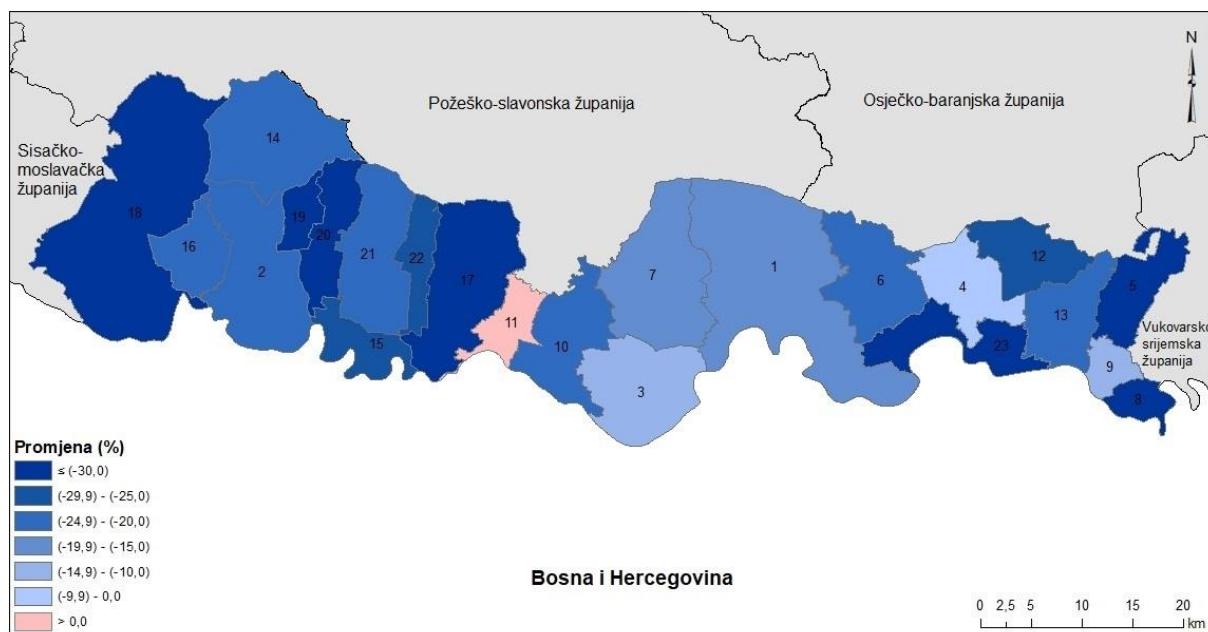 N
Požeško-slavonska županija
Osječko-baranjska županija
Sisačko-
moslavačka
županija
14
18
19
20
16
2
21
22
17
15
11
10
7
3
1
6
4
12
5
13
23
9
8
Vukovarsko
srijemska
županija
Promjena (%)
≤ (-30,0)
(-29,9) - (-25,0)
(-24,9) - (-20,0)
(-19,9) - (-15,0)
(-14,9) - (-10,0)
(-9,9) - 0,0
> 0,0
Bosna i Hercegovina
0 2,5 5 10 15 20
km